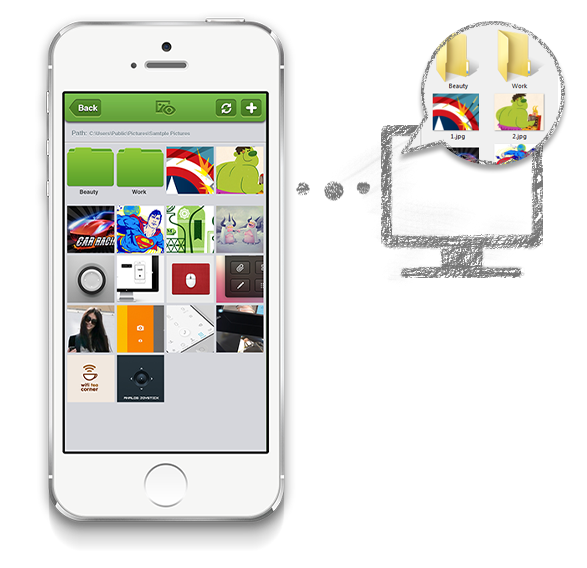 Back
Path: C:\Users\Public\Pictures\Sample Pictures
Beauty Work
CAR RACI
wifi tea
corner
ANALOG JOYSTICK
Beauty Work
1.jpg 2.jpg